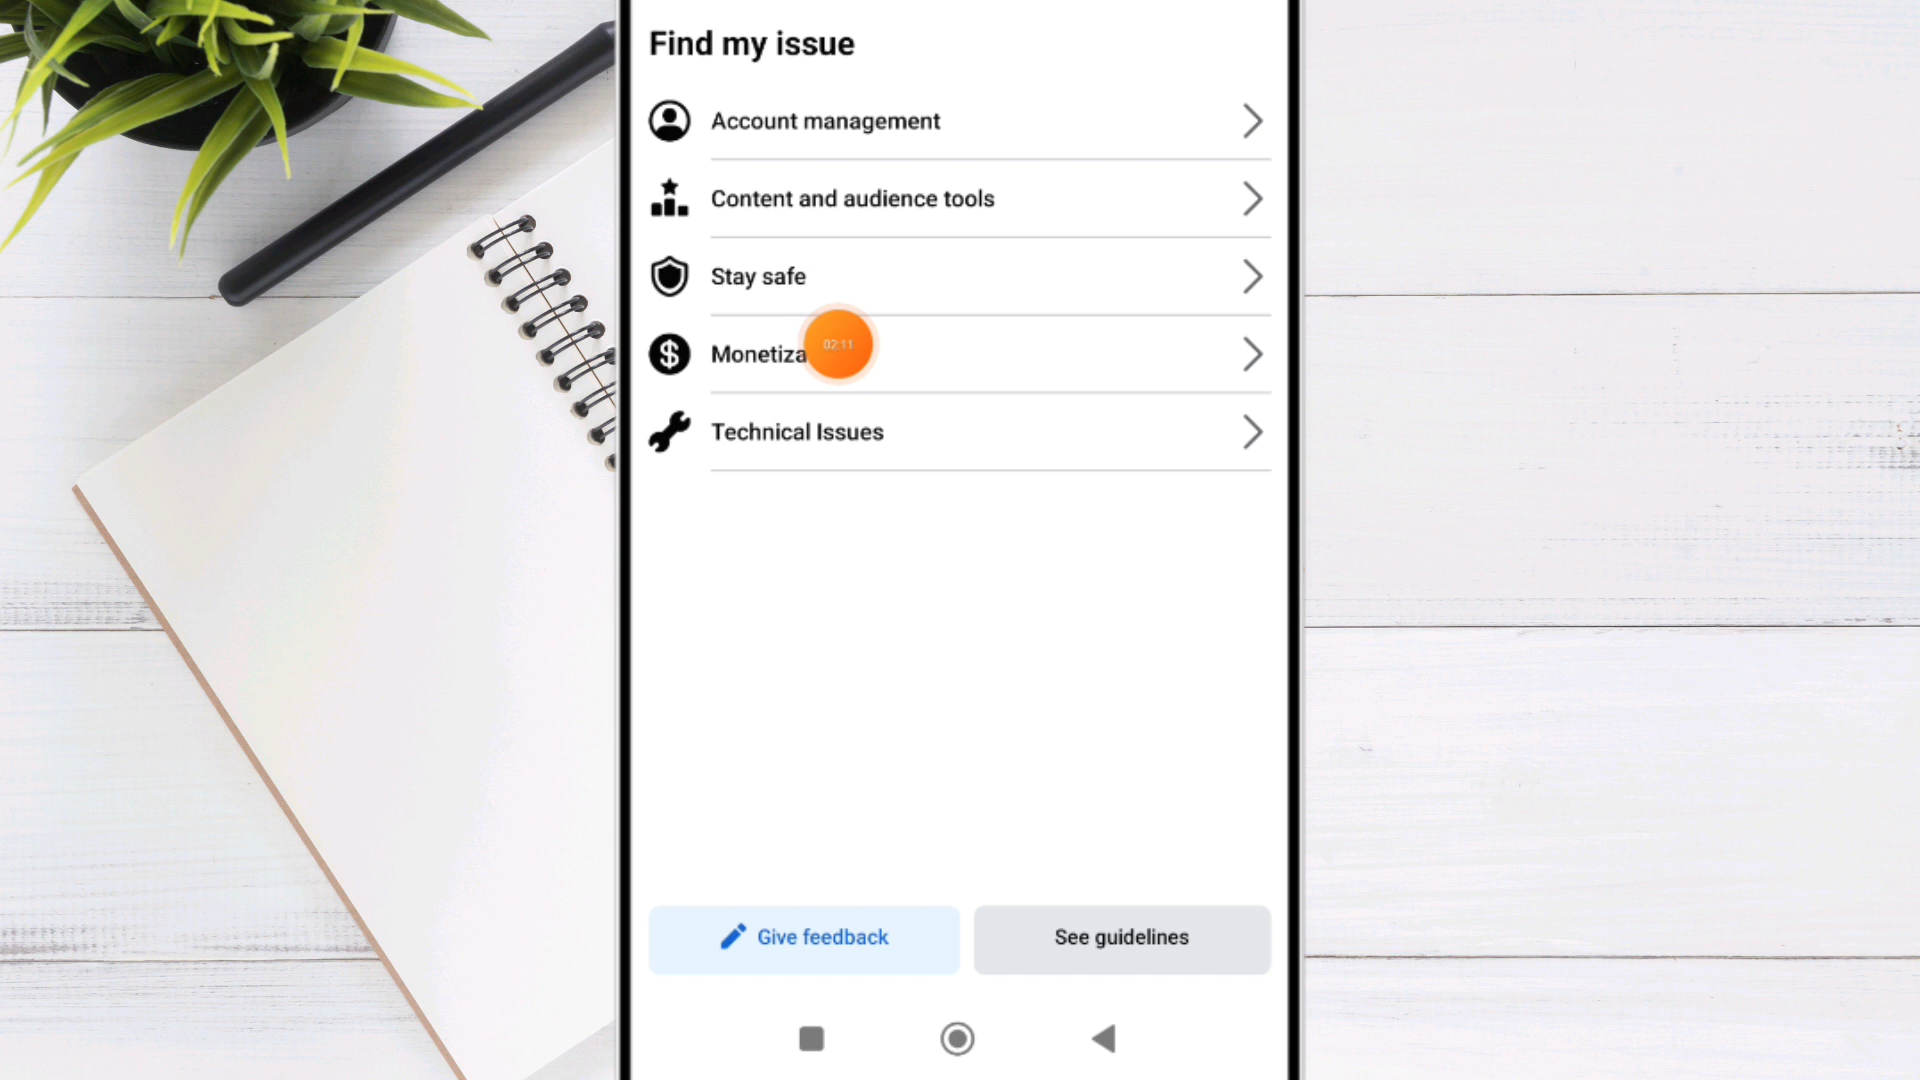 Find my issue
Account management
Content and audience tools
Stay safe
Monetiza
02:11
Technical Issues
Give feedback
See guidelines